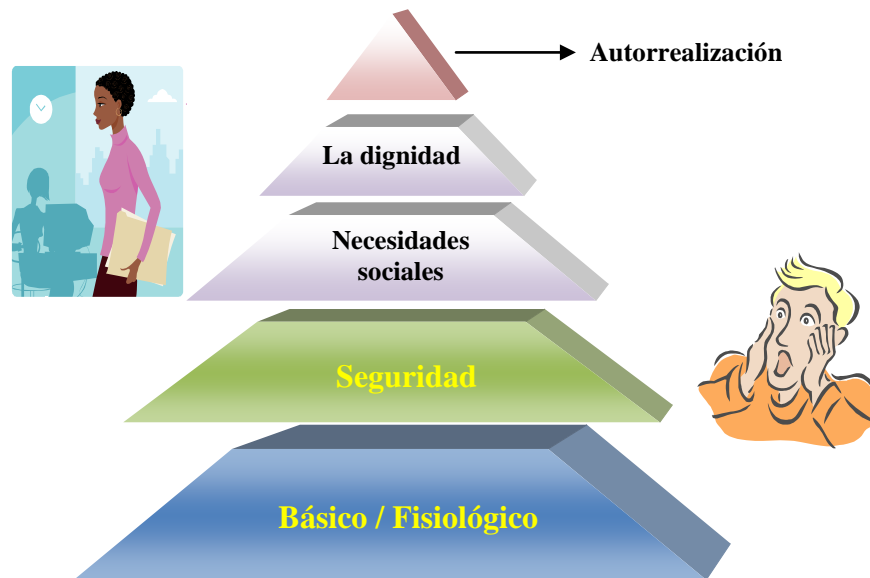 Autorrealización
La dignidad
Necesidades
sociales
Seguridad
Básico / Fisiológico